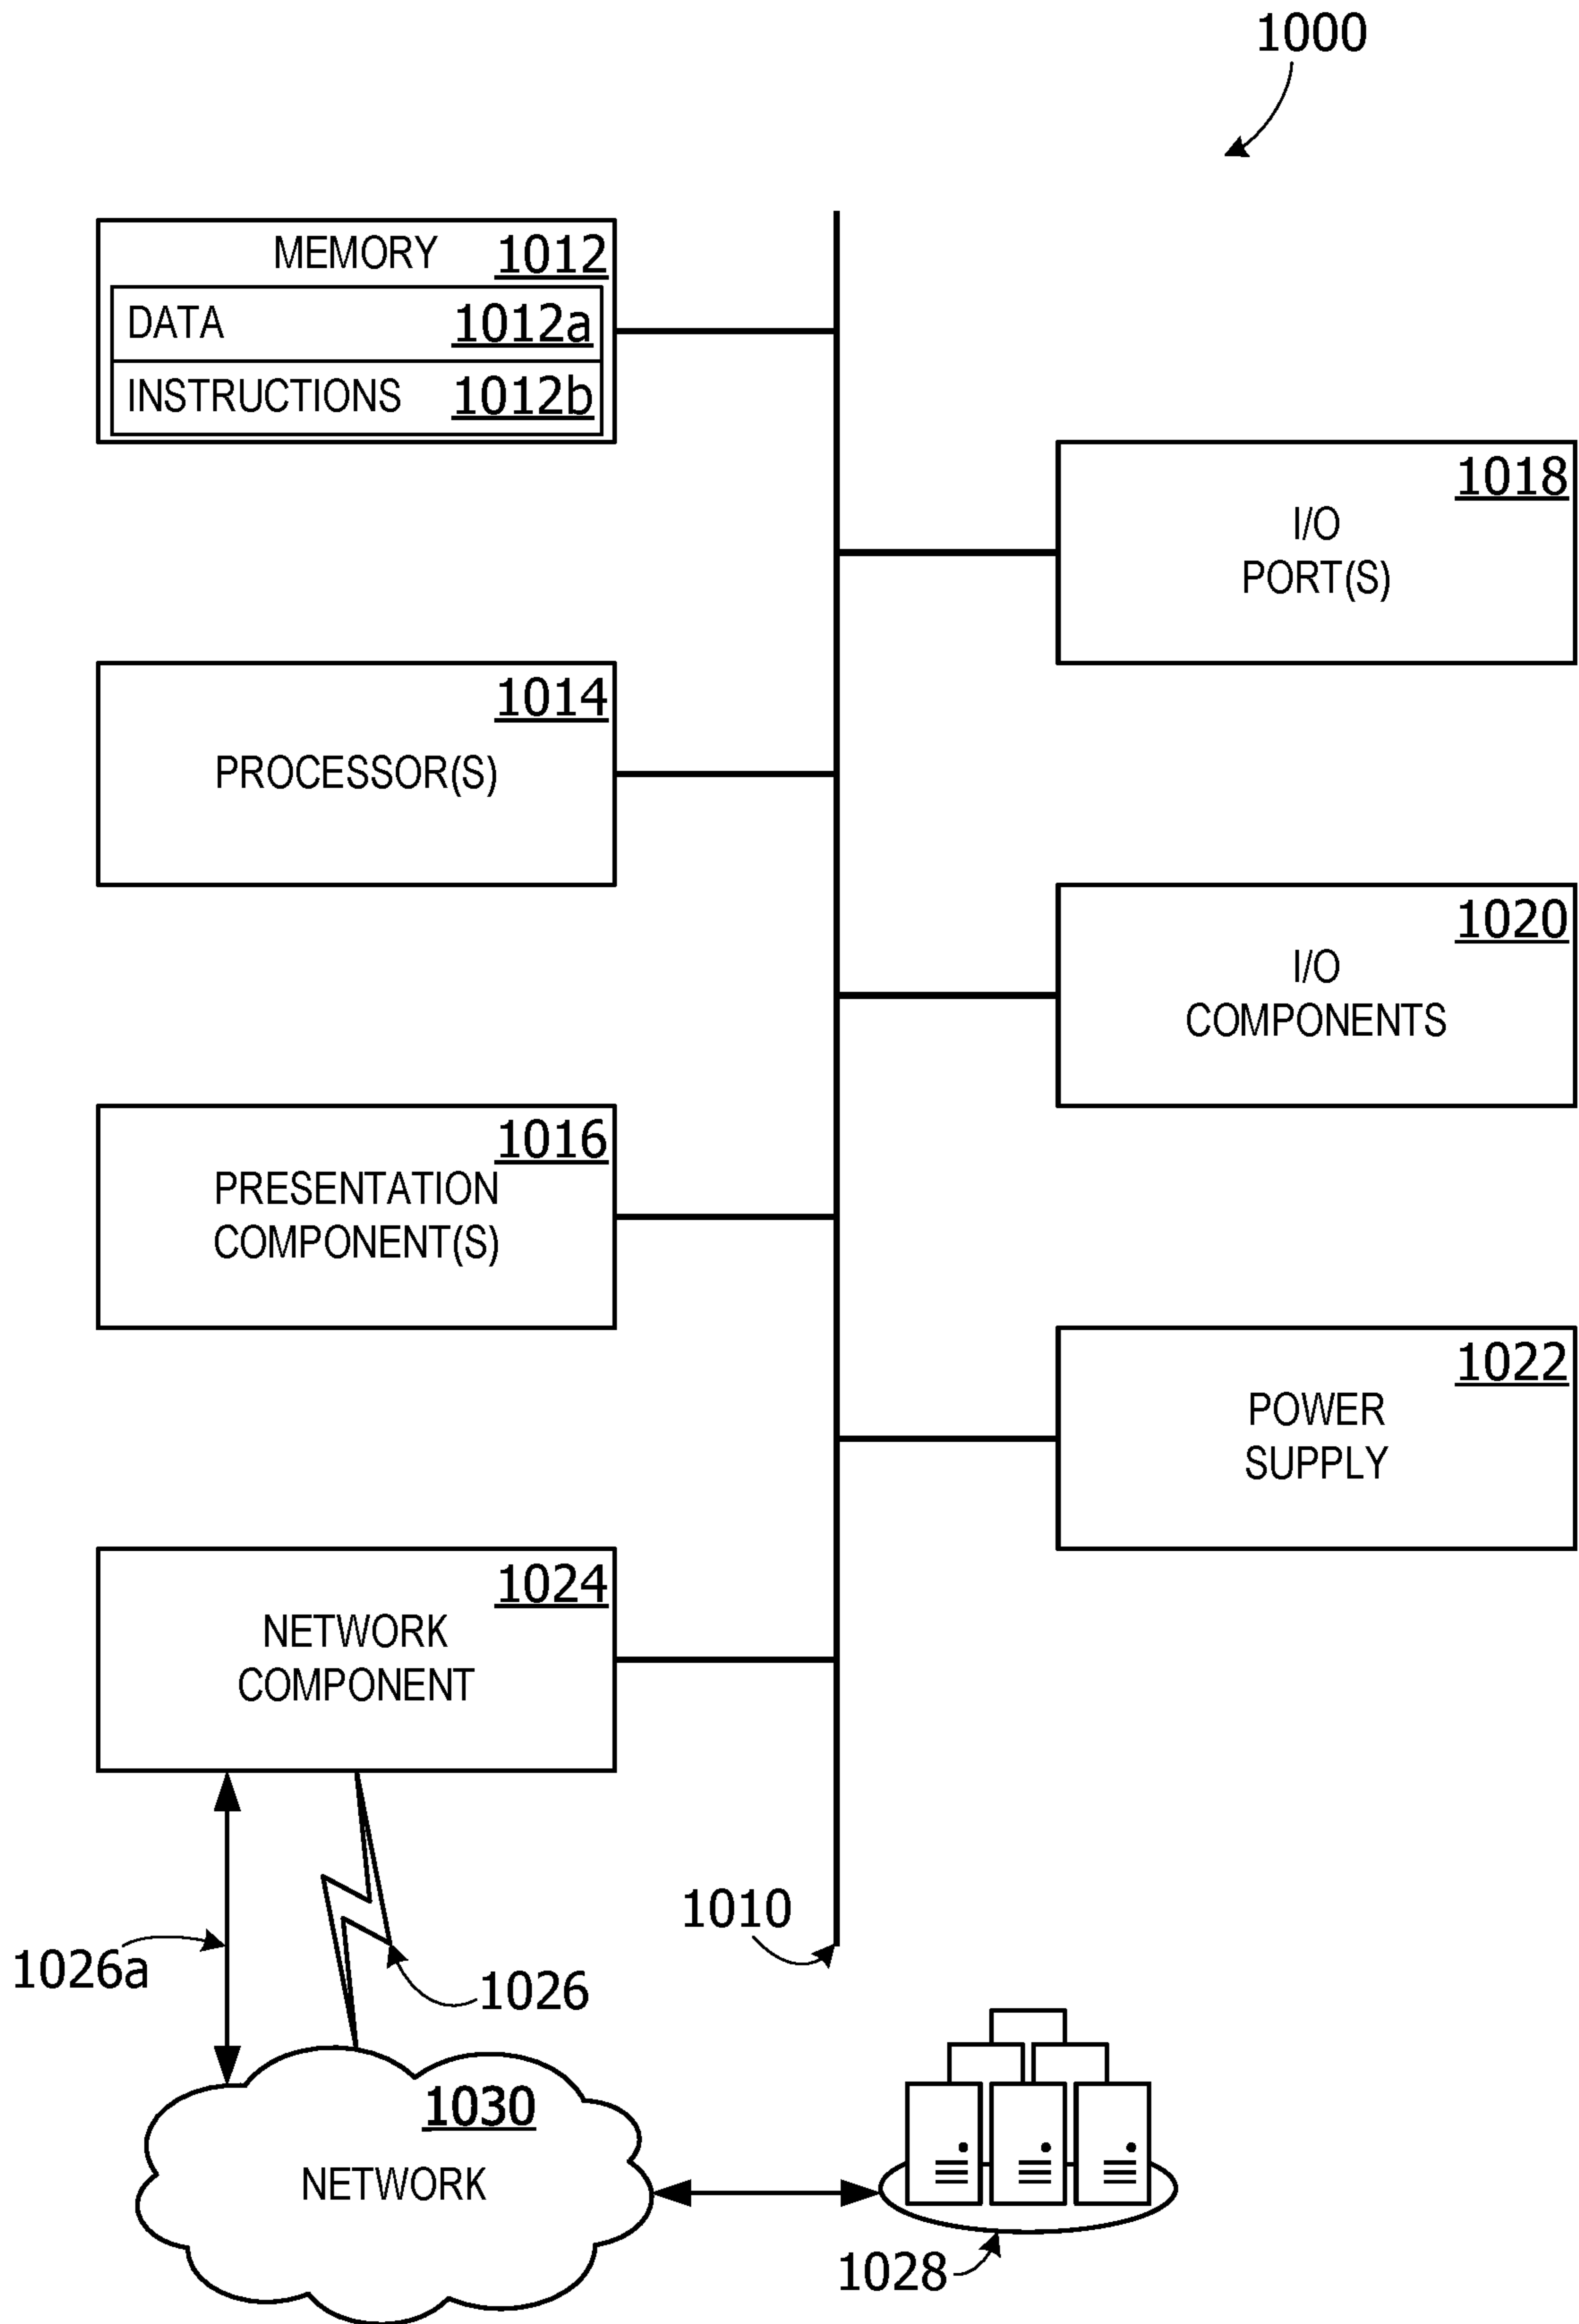 1000
MEMORY 1012
DATA 1012a
INSTRUCTIONS 1012b
1018
I/O
PORT(S)
1014
PROCESSOR(S)
1020
I/O
COMPONENTS
1016
PRESENTATION
COMPONENT(S)
1022
POWER
SUPPLY
1024
NETWORK
COMPONENT
1010
1026a
1026
1030
NETWORK
1028